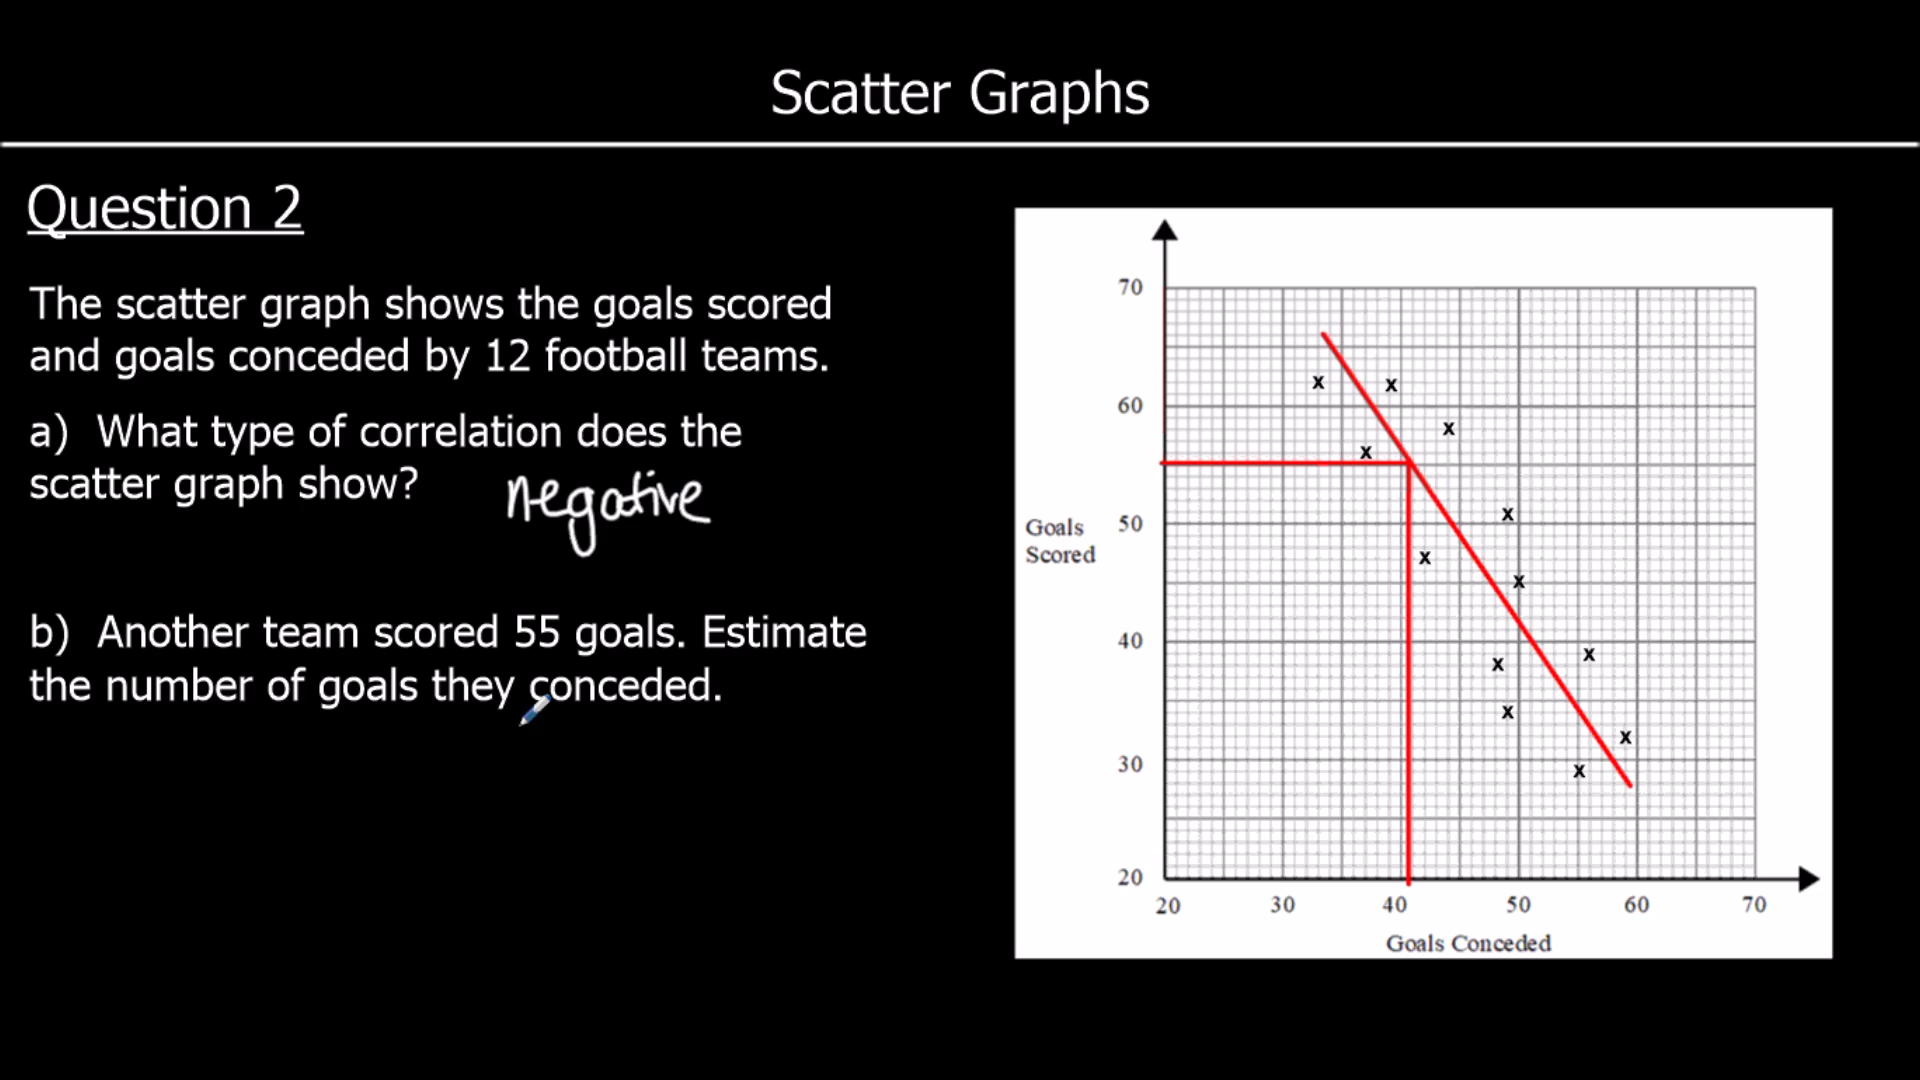 Scatter Graphs
Question 2
The scatter graph shows the goals scored
and goals conceded by 12 football teams.
a) What type of correlation does the
scatter graph show?
negative
b) Another team scored 55 goals. Estimate
the number of goals they conceded.
70
60
50
40
30
20
Goals
Scored
20 30 40 50 60 70
Goals Conceded